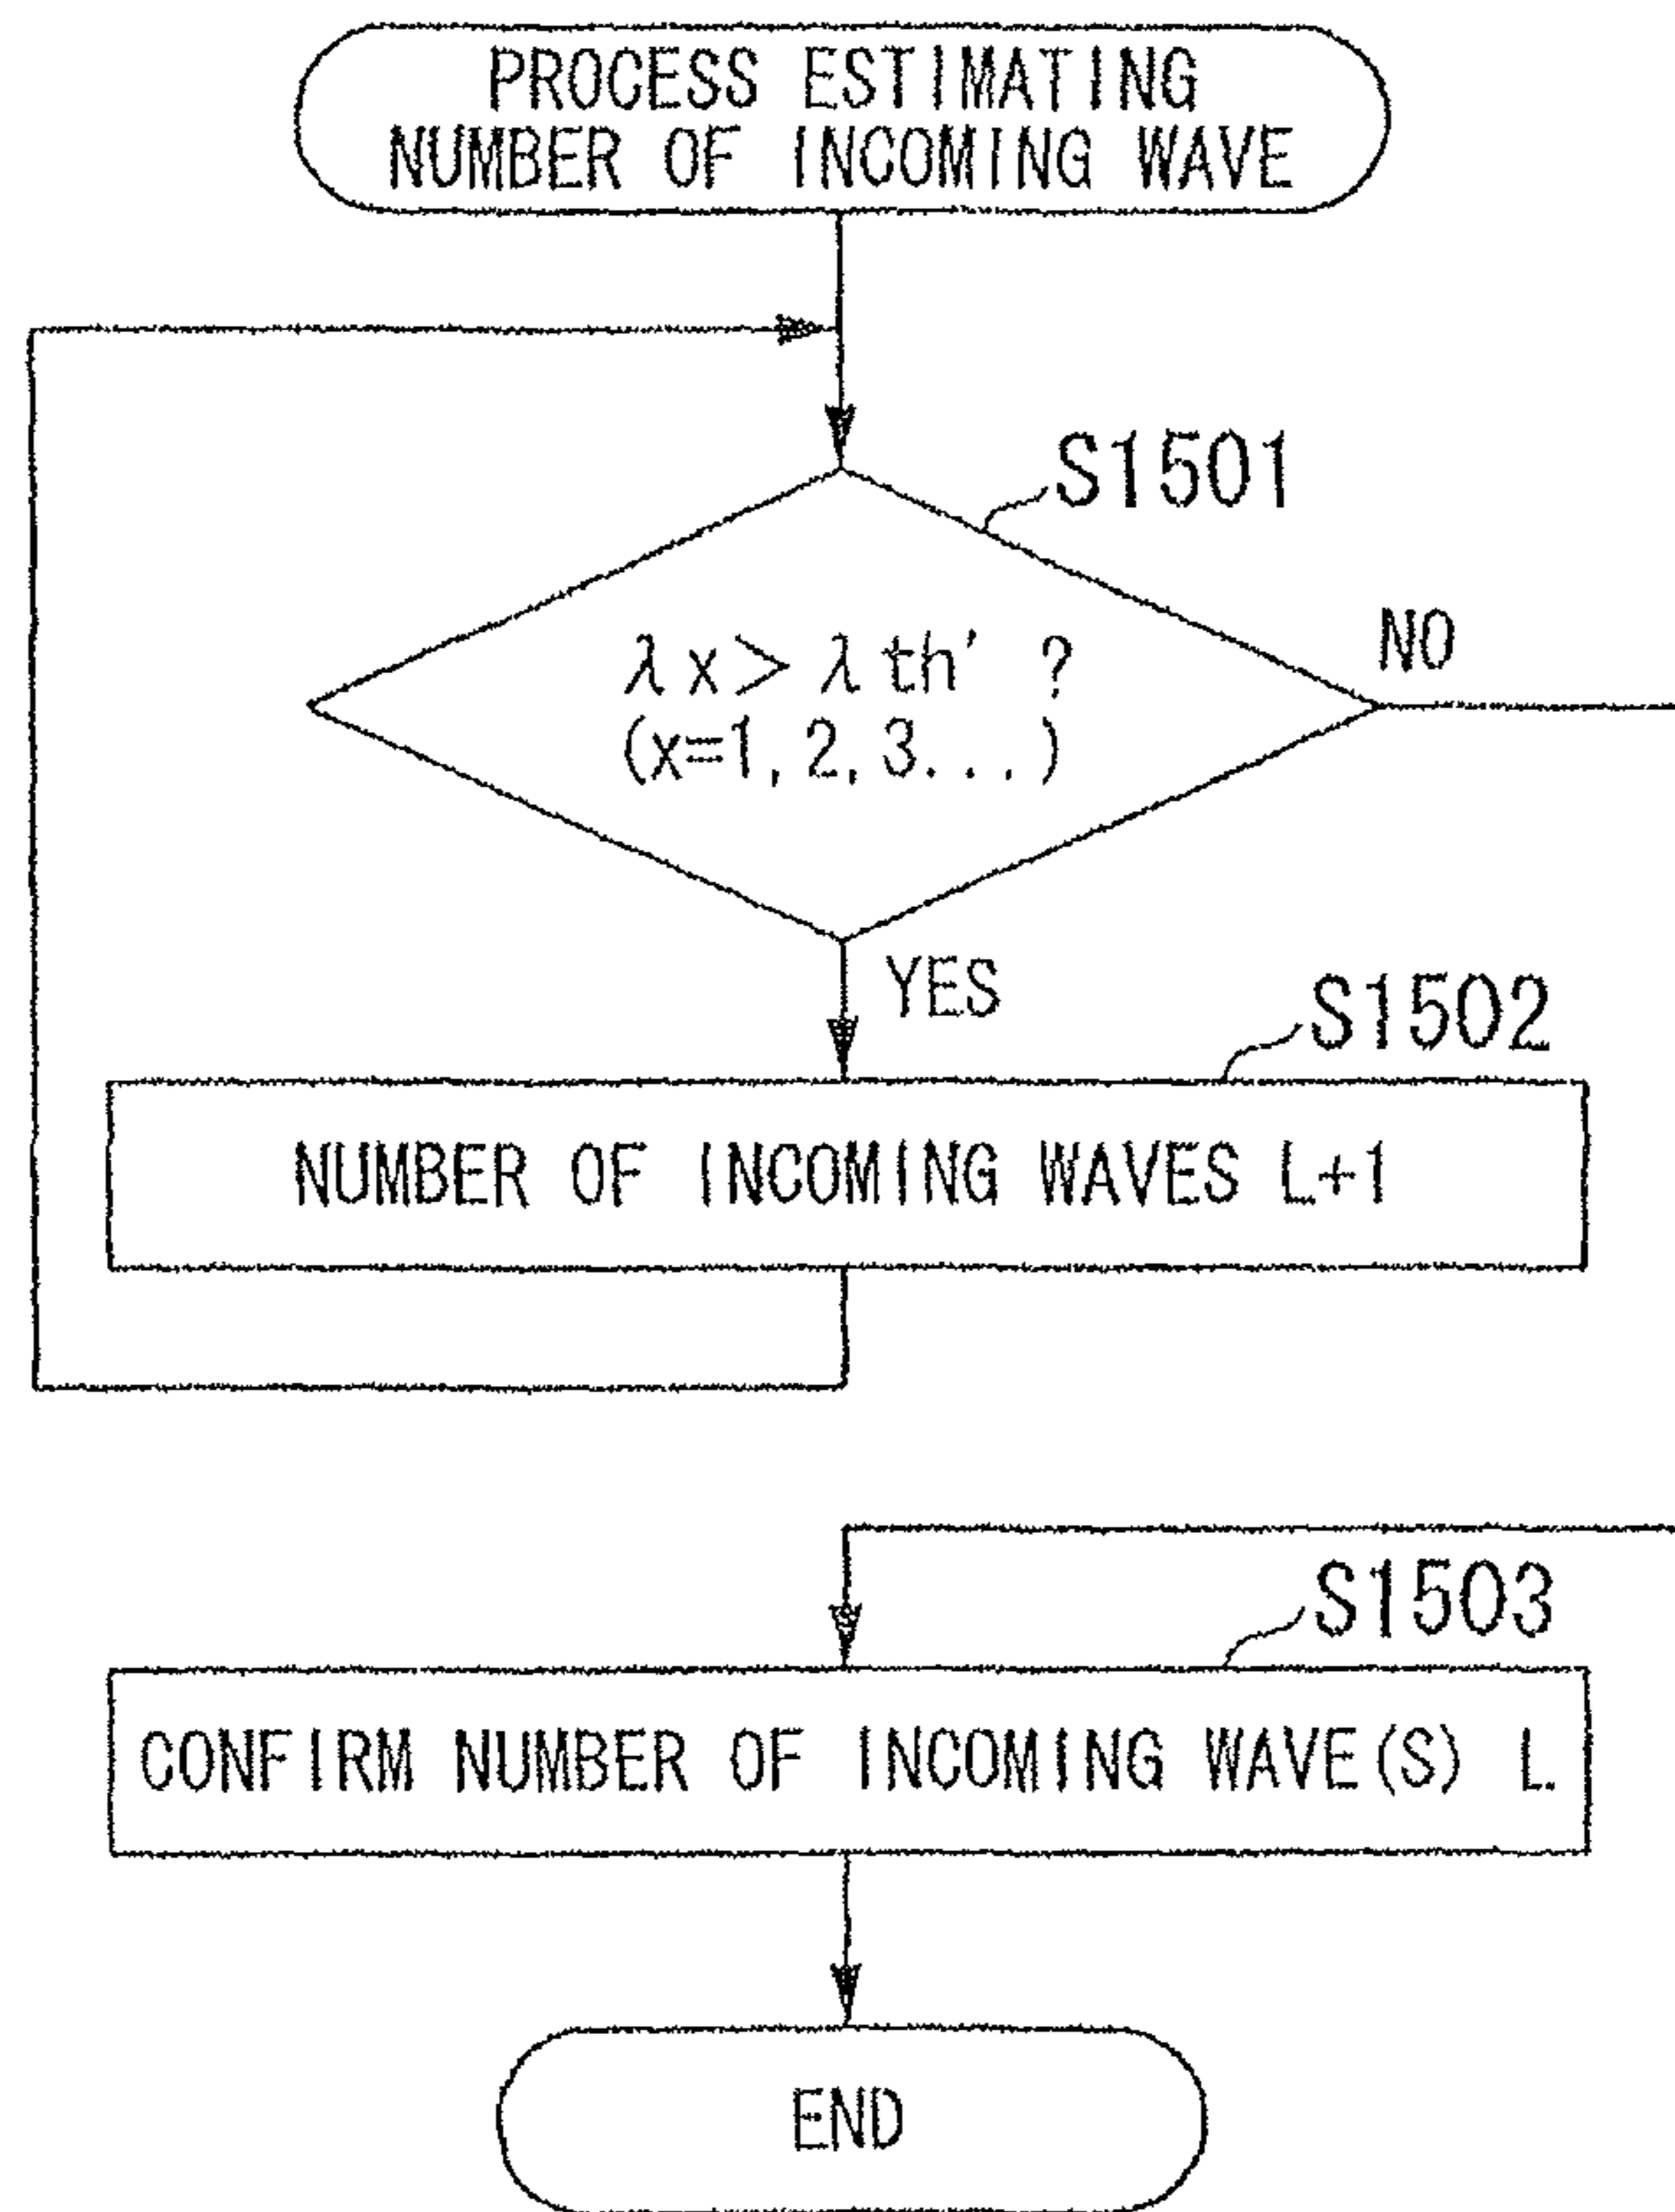 PROCESS ESTIMATING
NUMBER OF INCOMING WAVE
S1501
λx>λth' ?
(x=1,2,3...)
NO
YES
S1502
NUMBER OF INCOMING WAVES L+1
S1503
CONFIRM NUMBER OF INCOMING WAVE(S) L
END